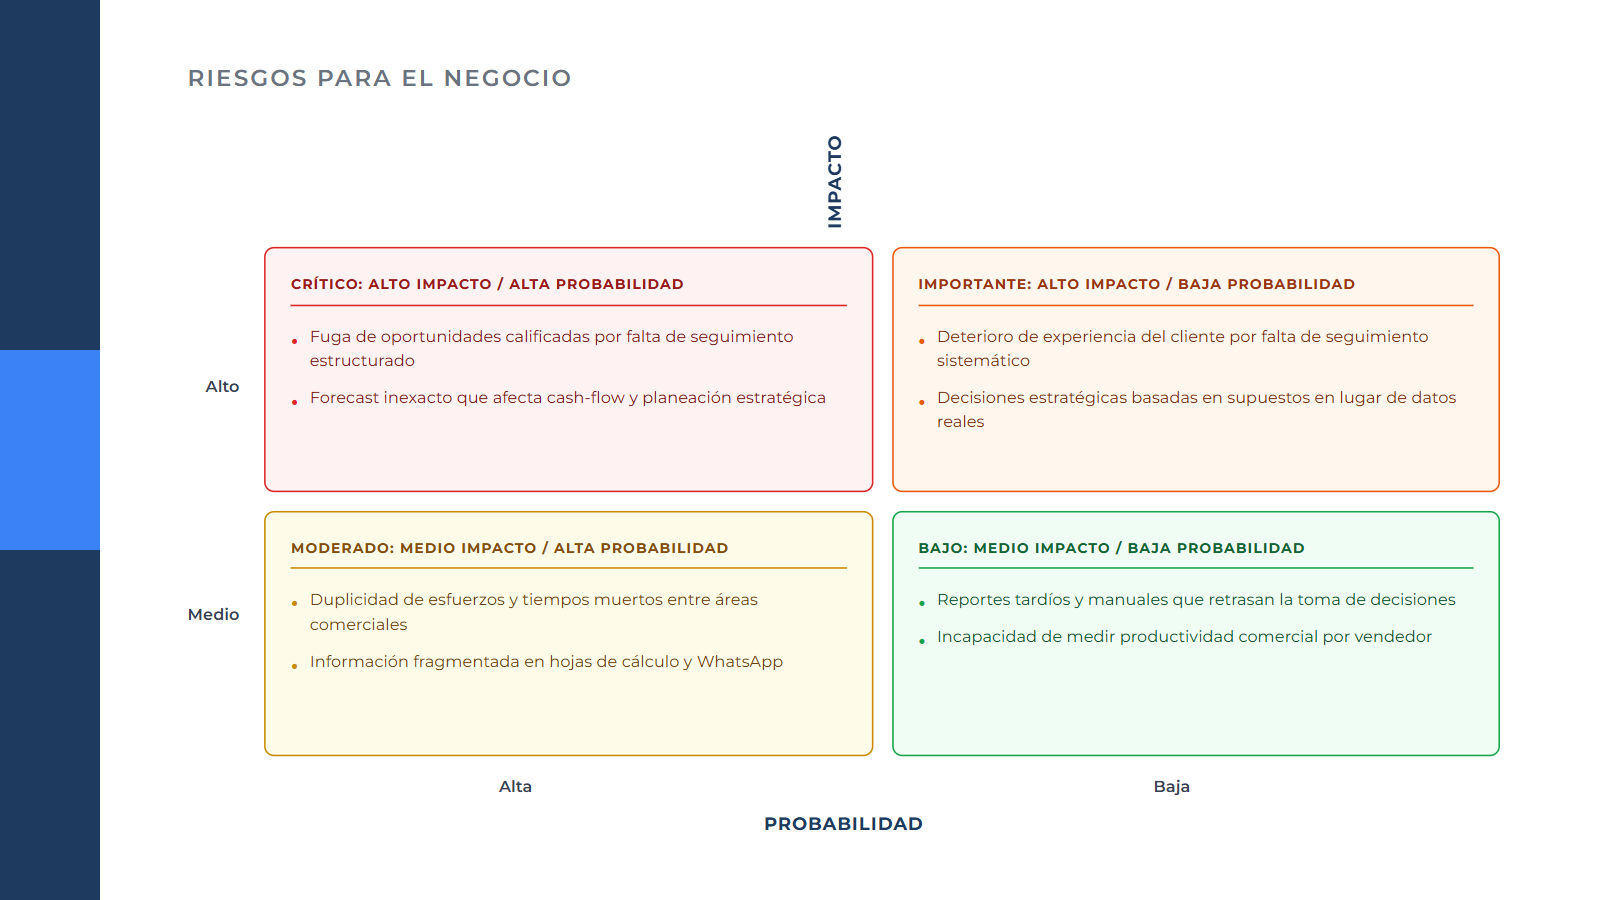 RIESGOS PARA EL NEGOCIO
IMPACTO
Alto
CRÍTICO: ALTO IMPACTO / ALTA PROBABILIDAD
• Fuga de oportunidades calificadas por falta de seguimiento
estructurado
• Forecast inexacto que afecta cash-flow y planeación estratégica
IMPORTANTE: ALTO IMPACTO / BAJA PROBABILIDAD
• Deterioro de experiencia del cliente por falta de seguimiento
sistemático
• Decisiones estratégicas basadas en supuestos en lugar de datos
reales
Medio
MODERADO: MEDIO IMPACTO / ALTA PROBABILIDAD
• Duplicidad de esfuerzos y tiempos muertos entre áreas
comerciales
• Información fragmentada en hojas de cálculo y WhatsApp
BAJO: MEDIO IMPACTO / BAJA PROBABILIDAD
• Reportes tardíos y manuales que retrasan la toma de decisiones
• Incapacidad de medir productividad comercial por vendedor
Alta
Baja
PROBABILIDAD